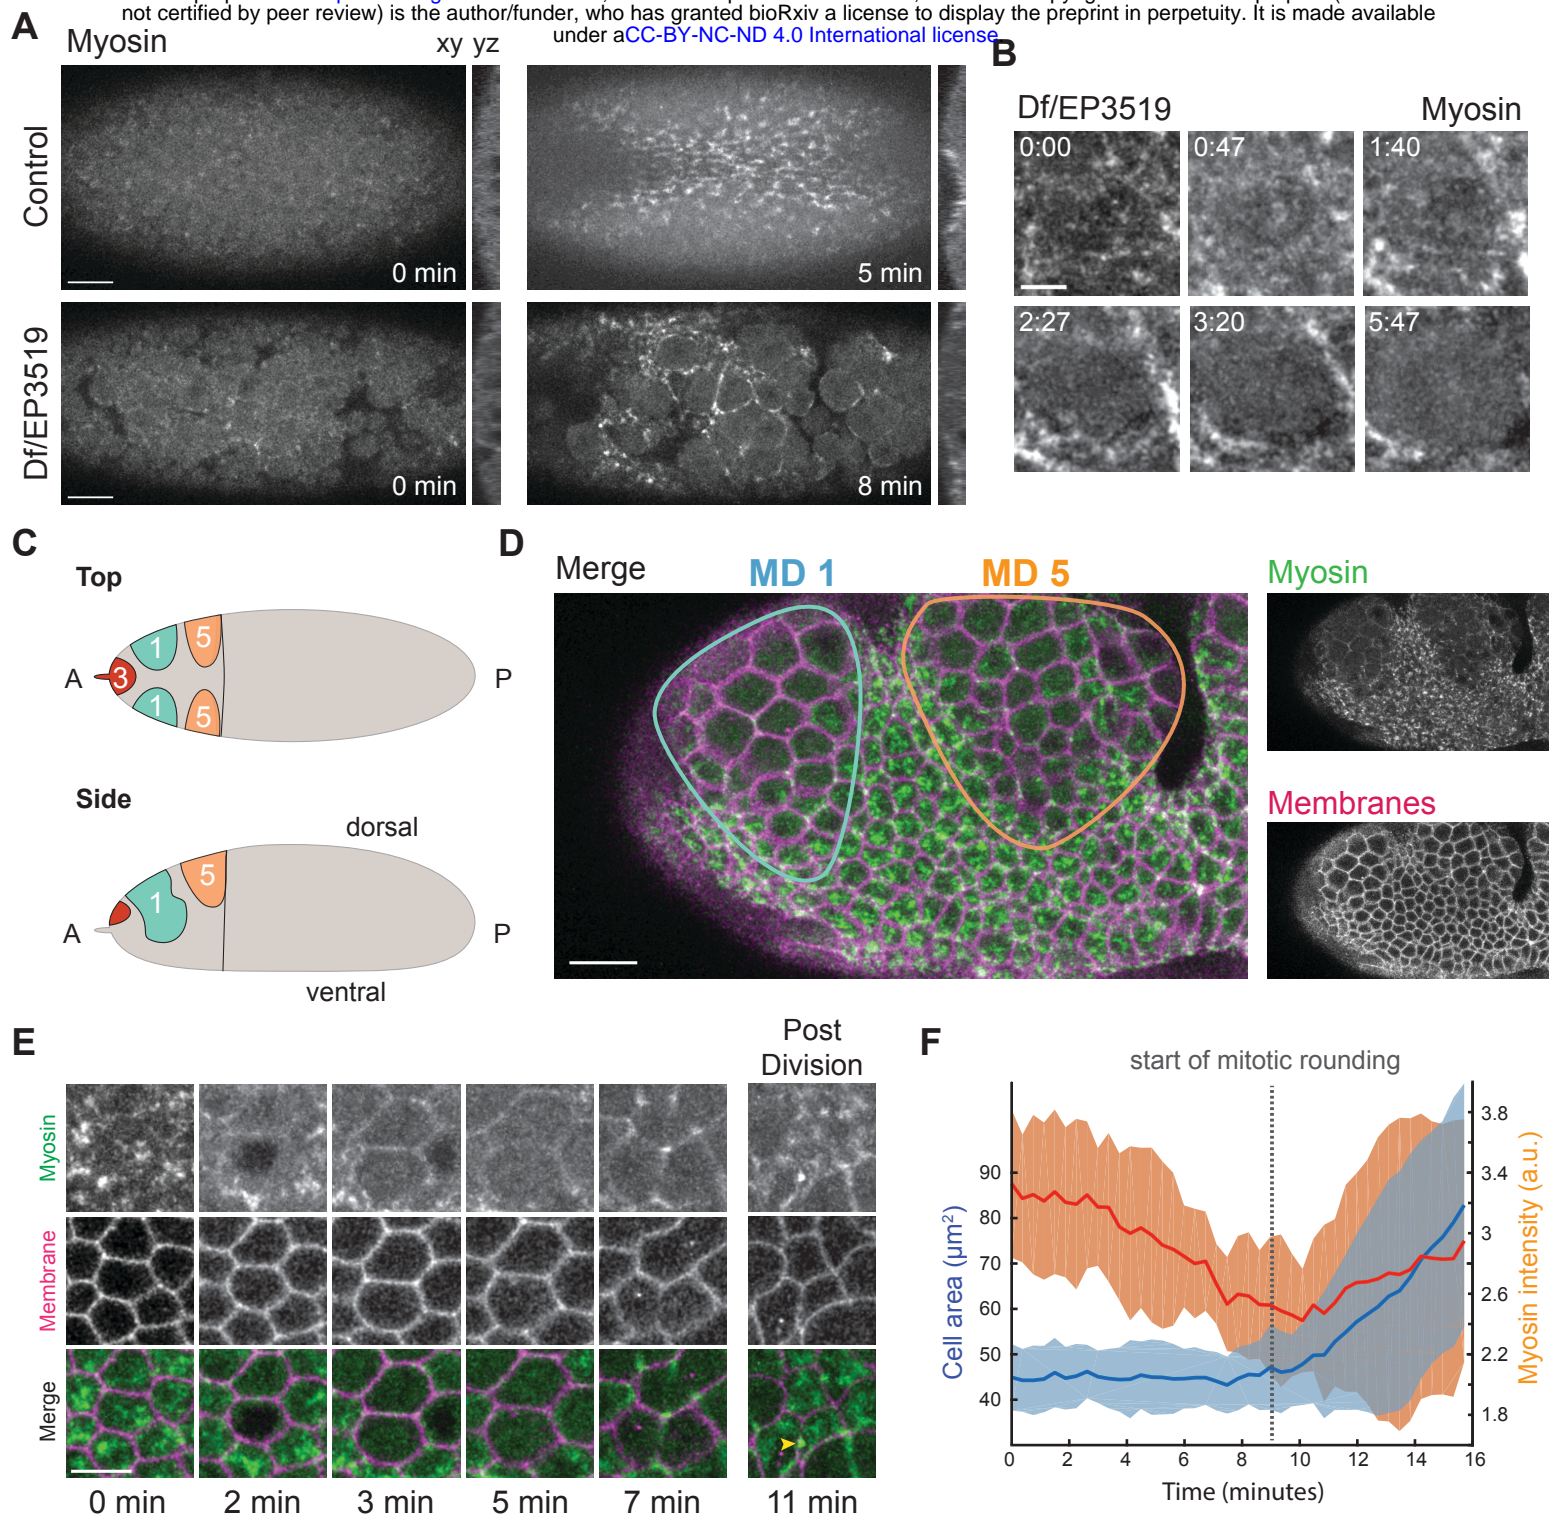 not certified by peer review) is the author/funder, who has granted bioRxiv a license to display the preprint in perpetuity. It is made available
under aCC-BY-NC-ND 4.0 International license
A
Myosin
xy yz
Control
0 min
5 min
Df/EP3519
0 min
8 min
B
Df/EP3519
Myosin
0:00
0:47
1:40
2:27
3:20
5:47
C
Top
A
3
1
5
1
5
P
Side
dorsal
A
1
5
P
ventral
D
Merge
MD 1
MD 5
Myosin
Membranes
E
Post
Division
Myosin
Membrane
Merge
0 min
2 min
3 min
5 min
7 min
11 min
F
start of mitotic rounding
Cell area (μm²)
90
80
70
60
50
40
3.8
3.4
3
2.6
2.2
1.8
Myosin intensity (a.u.)
0 2 4 6 8 10 12 14 16
Time (minutes)